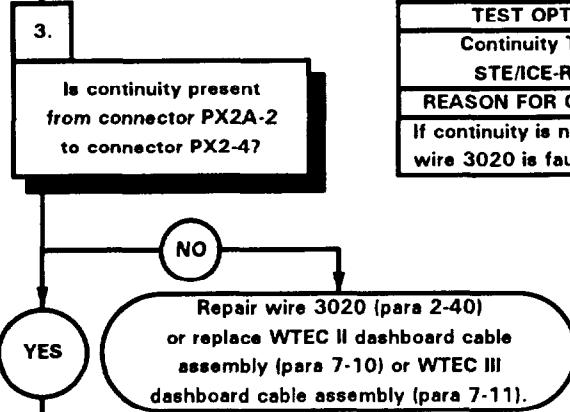 3.
Is continuity present
from connector PX2A-2
to connector PX2-4?
TEST OPT
Continuity
STE/ICE-R
REASON FOR
If continuity is
wire 3020 is
NO
YES
Repair wire 3020 (para 2-40)
or replace WTEC II dashboard cable
assembly (para 7-10) or WTEC III
dashboard cable assembly (para 7-11).